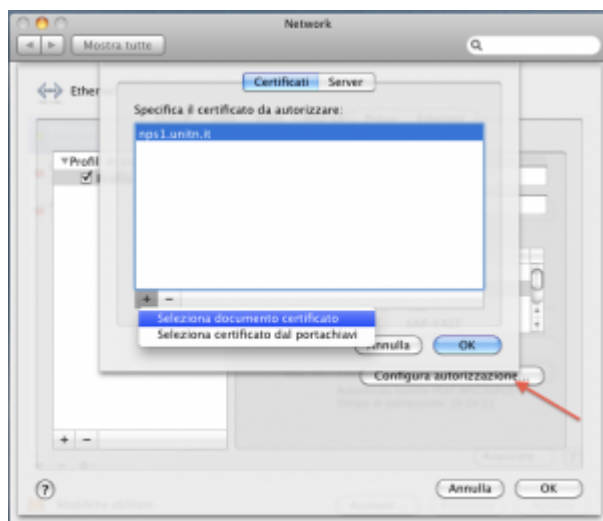 Network
Mostra tutte
Ether
Certificati Server
Specifica il certificato da autorizzare:
nps1.unitn.it
Profil
+ -
Seleziona documento certificato
Seleziona certificato dal portachiavi
Annulla OK
Configura autorizzazione...
+ -
?
Annulla OK